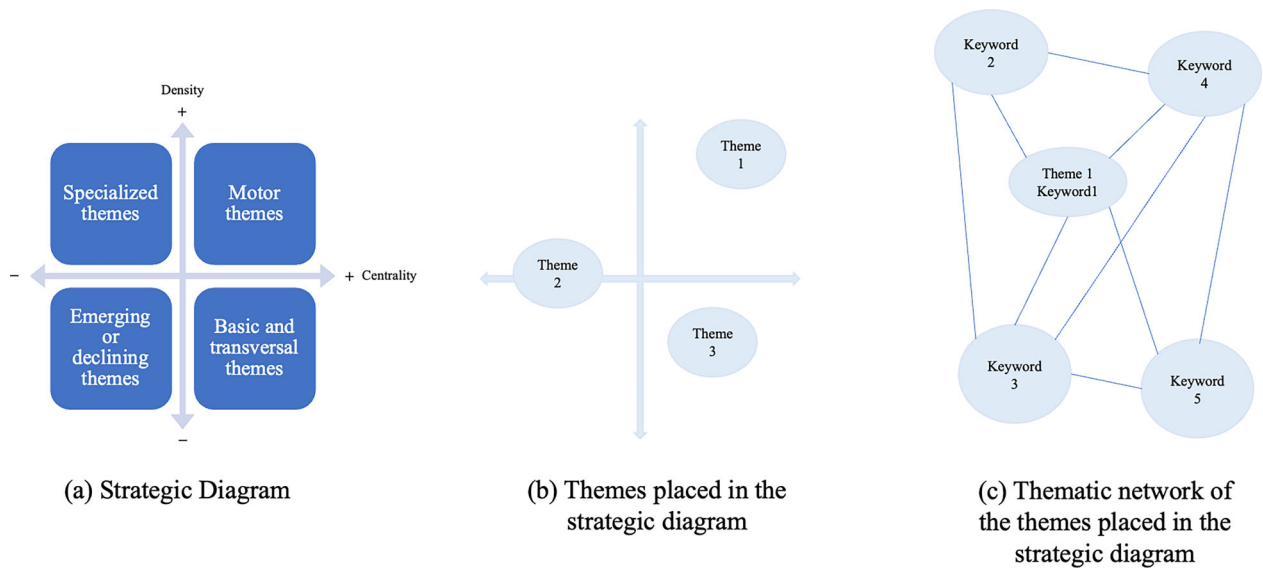 Density
+
Specialized
themes
Motor
themes
−
+ Centrality
Emerging
or
declining
themes
Basic and
transversal
themes
−
(a) Strategic Diagram
Theme
1
Theme
2
Theme
3
(b) Themes placed in the
strategic diagram
Keyword
2
Keyword
4
Theme 1
Keyword1
Keyword
3
Keyword
5
(c) Thematic network of
the themes placed in the
strategic diagram